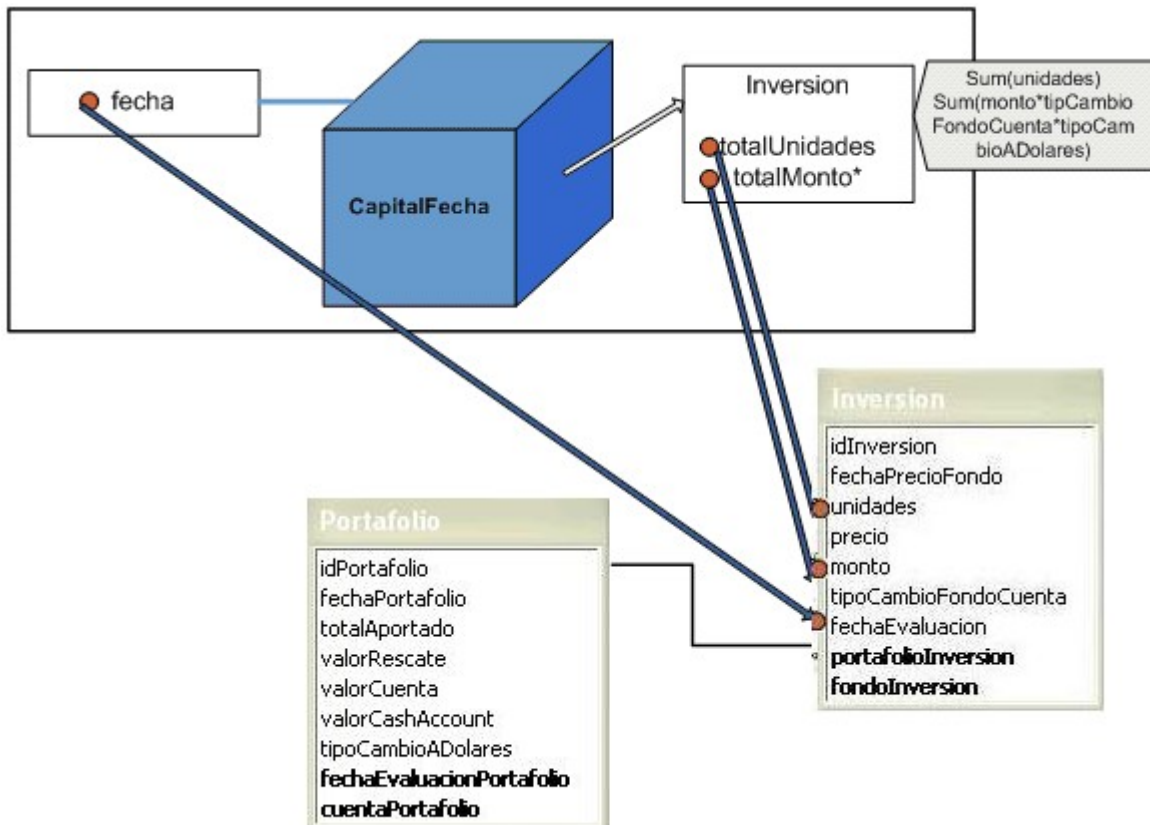 fecha
CapitalFecha
Inversion
totalUnidades
totalMonto*
Sum(unidades)
Sum(monto*tipCambio
FondoCuenta*tipoCam
bioADolares)
Inversion
idInversion
fechaPrecioFondo
unidades
precio
monto
tipoCambioFondoCuenta
fechaEvaluacion
portafolioInversion
fondoInversion
Portafolio
idPortafolio
fechaPortafolio
totalAportado
valorRescate
valorCuenta
valorCashAccount
tipoCambioADolares
fechaEvaluacionPortafolio
cuentaPortafolio